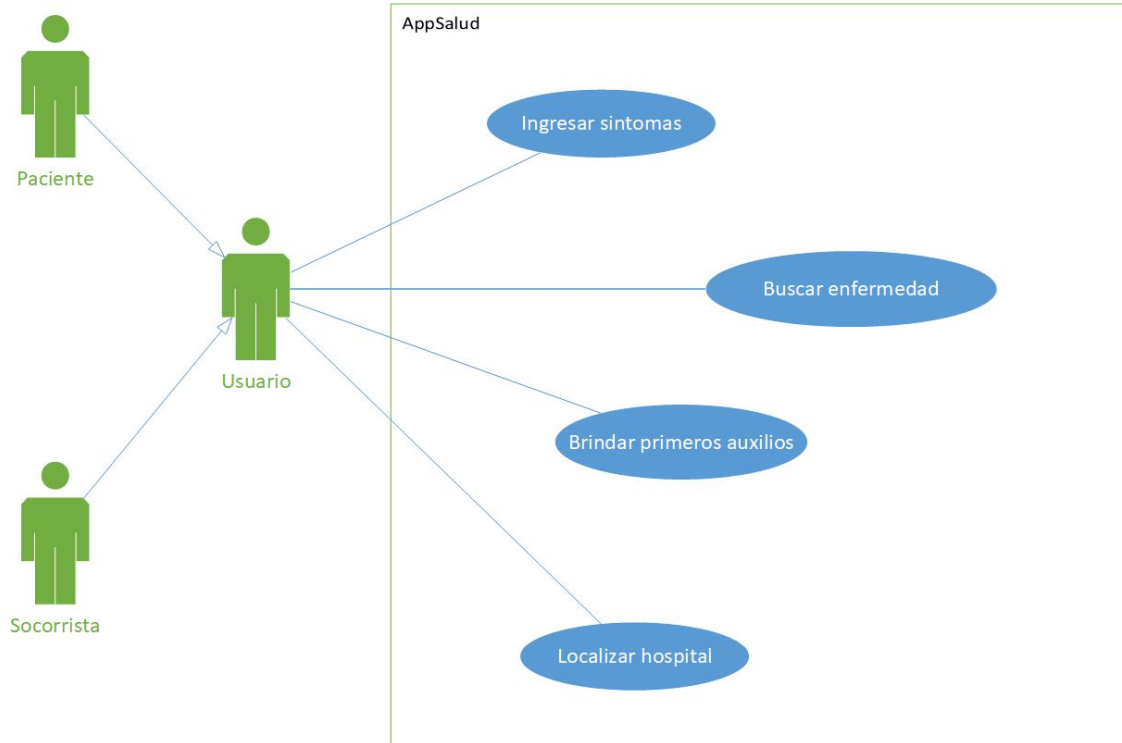 AppSalud
Ingresar sintomas
Paciente
Buscar enfermedad
Usuario
Brindar primeros auxilios
Socorrista
Localizar hospital